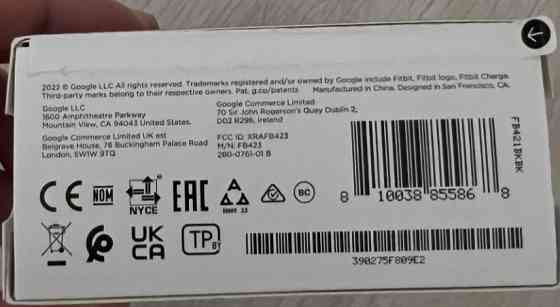 2022 © Google LLC All rights reserved. Trademarks registered and/or owned by Google include Fitbit, Fitbit logo, Fitbit Charge.
Third-party marks belong to their respective owners. Pat. g.co/patents Manufactured in China. Designed in San Francisco, CA.
Google LLC
1600 Amphitheatre Parkway
Mountain View, CA 94043 United States.
Google Commerce Limited UK est
Belgrave House, 76 Buckingham Palace Road
London, SW1W 9TQ
Google Commerce Limited
70 Sir John Rogerson's Quay Dublin 2,
D02 R296, Ireland
FCC ID: XRAFB423
M/N: FB423
280-0761-01 B
FB421BKBK
8 10038 85586 8
CE NOM NYCE EAC BC
UK
CA
TP
BY
390275F809E2